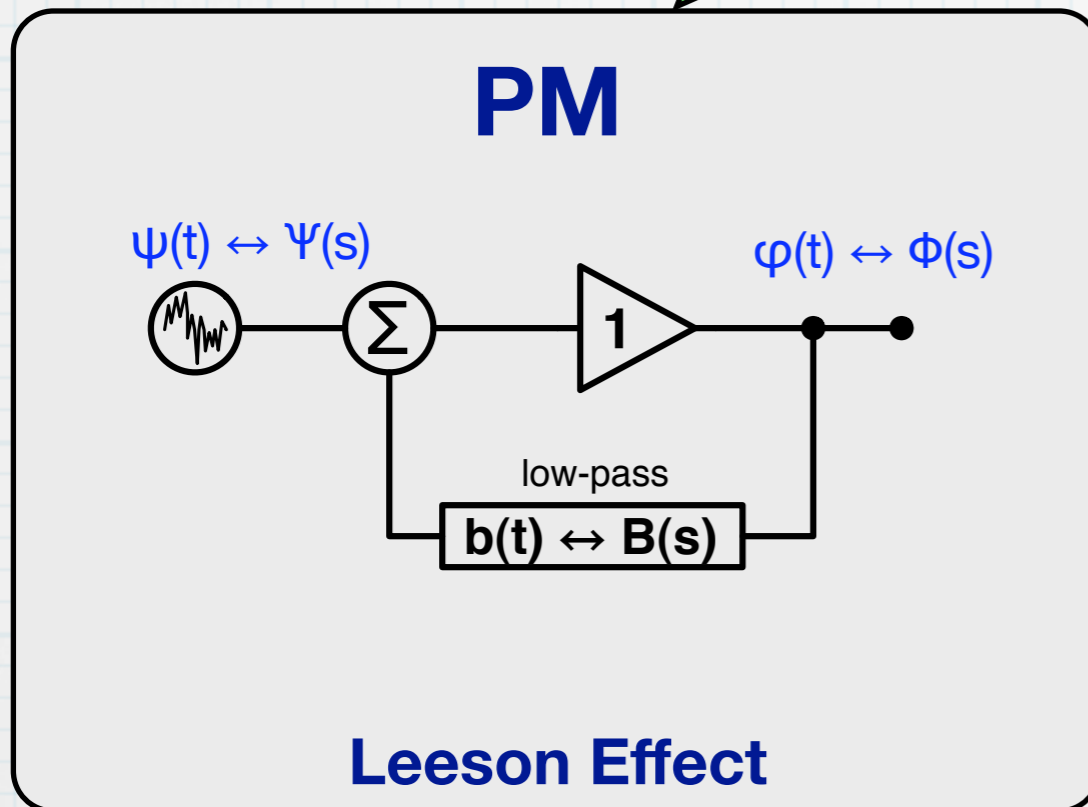 PM
ψ(t) ↔ Ψ(s)
φ(t) ↔ Φ(s)
Σ
1
low-pass
b(t) ↔ B(s)
Leeson Effect